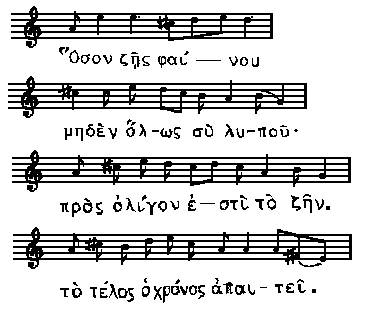 Ὅσον ζῇς φαί — νου
μηδὲν ὅλ-ως σὺ λυ-ποῦ·
πρὸς ὀλίγον ἐ-στὶ τὸ ζῆν.
τὸ τέλος ὁ χρόνος ἀπαι-τεῖ.